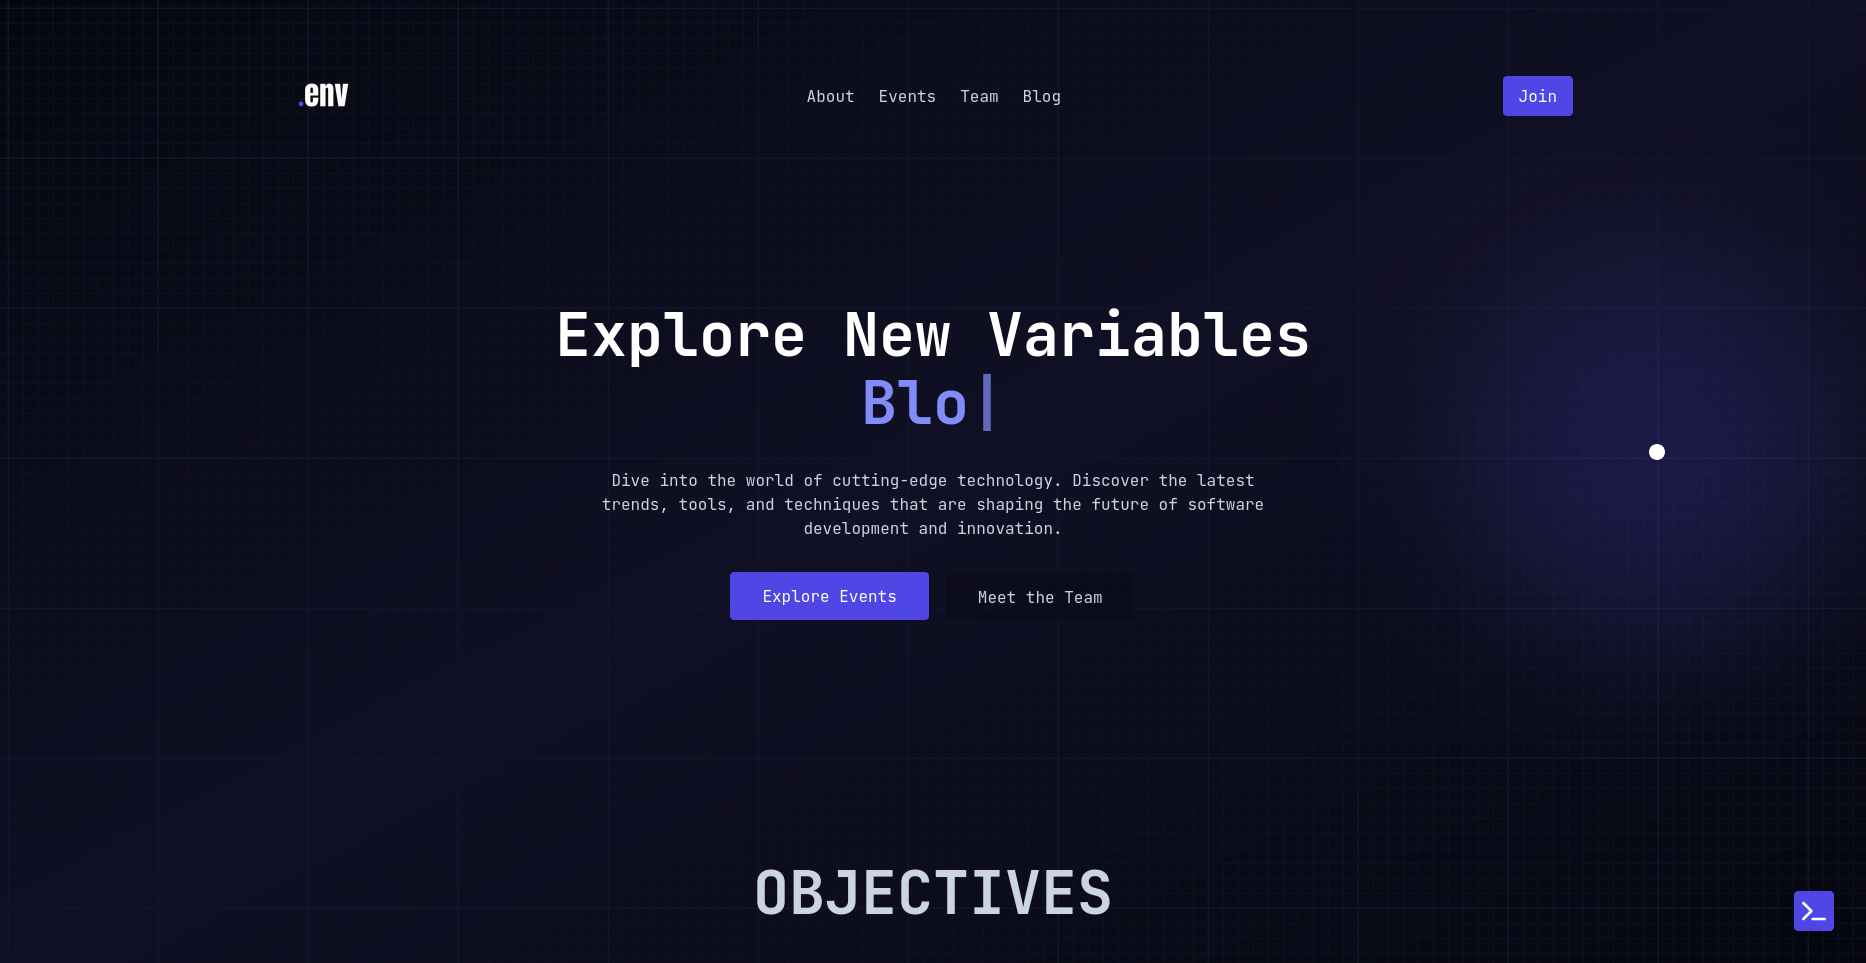 .env
About Events Team Blog
Join
Explore New Variables
Blo|
Dive into the world of cutting-edge technology. Discover the latest
trends, tools, and techniques that are shaping the future of software
development and innovation.
Explore Events
Meet the Team
OBJECTIVES